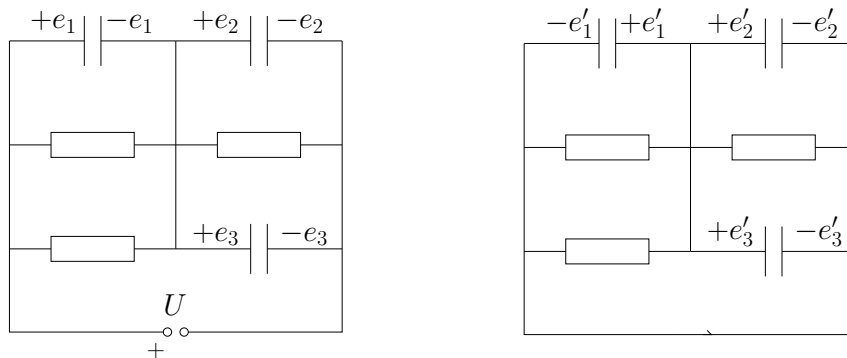 +e₁ −e₁ +e₂ −e₂
+e₃ −e₃
U
+
−e′₁ +e′₁ +e′₂ −e′₂
+e′₃ −e′₃